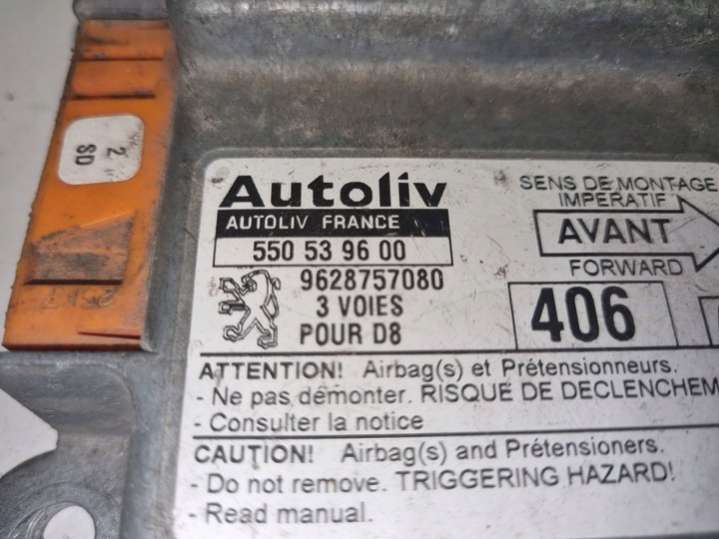 2
SD
Autoliv
AUTOLIV FRANCE
550 53 96 00
9628757080
3 VOIES
POUR D8
SENS DE MONTAGE
IMPERATIF
AVANT
FORWARD
406
ATTENTION! Airbag(s) et Prétensionneurs.
- Ne pas démonter. RISQUE DE DECLENCHEM
- Consulter la notice
CAUTION! Airbag(s) and Prétensioners.
- Do not remove. TRIGGERING HAZARD!
- Read manual.